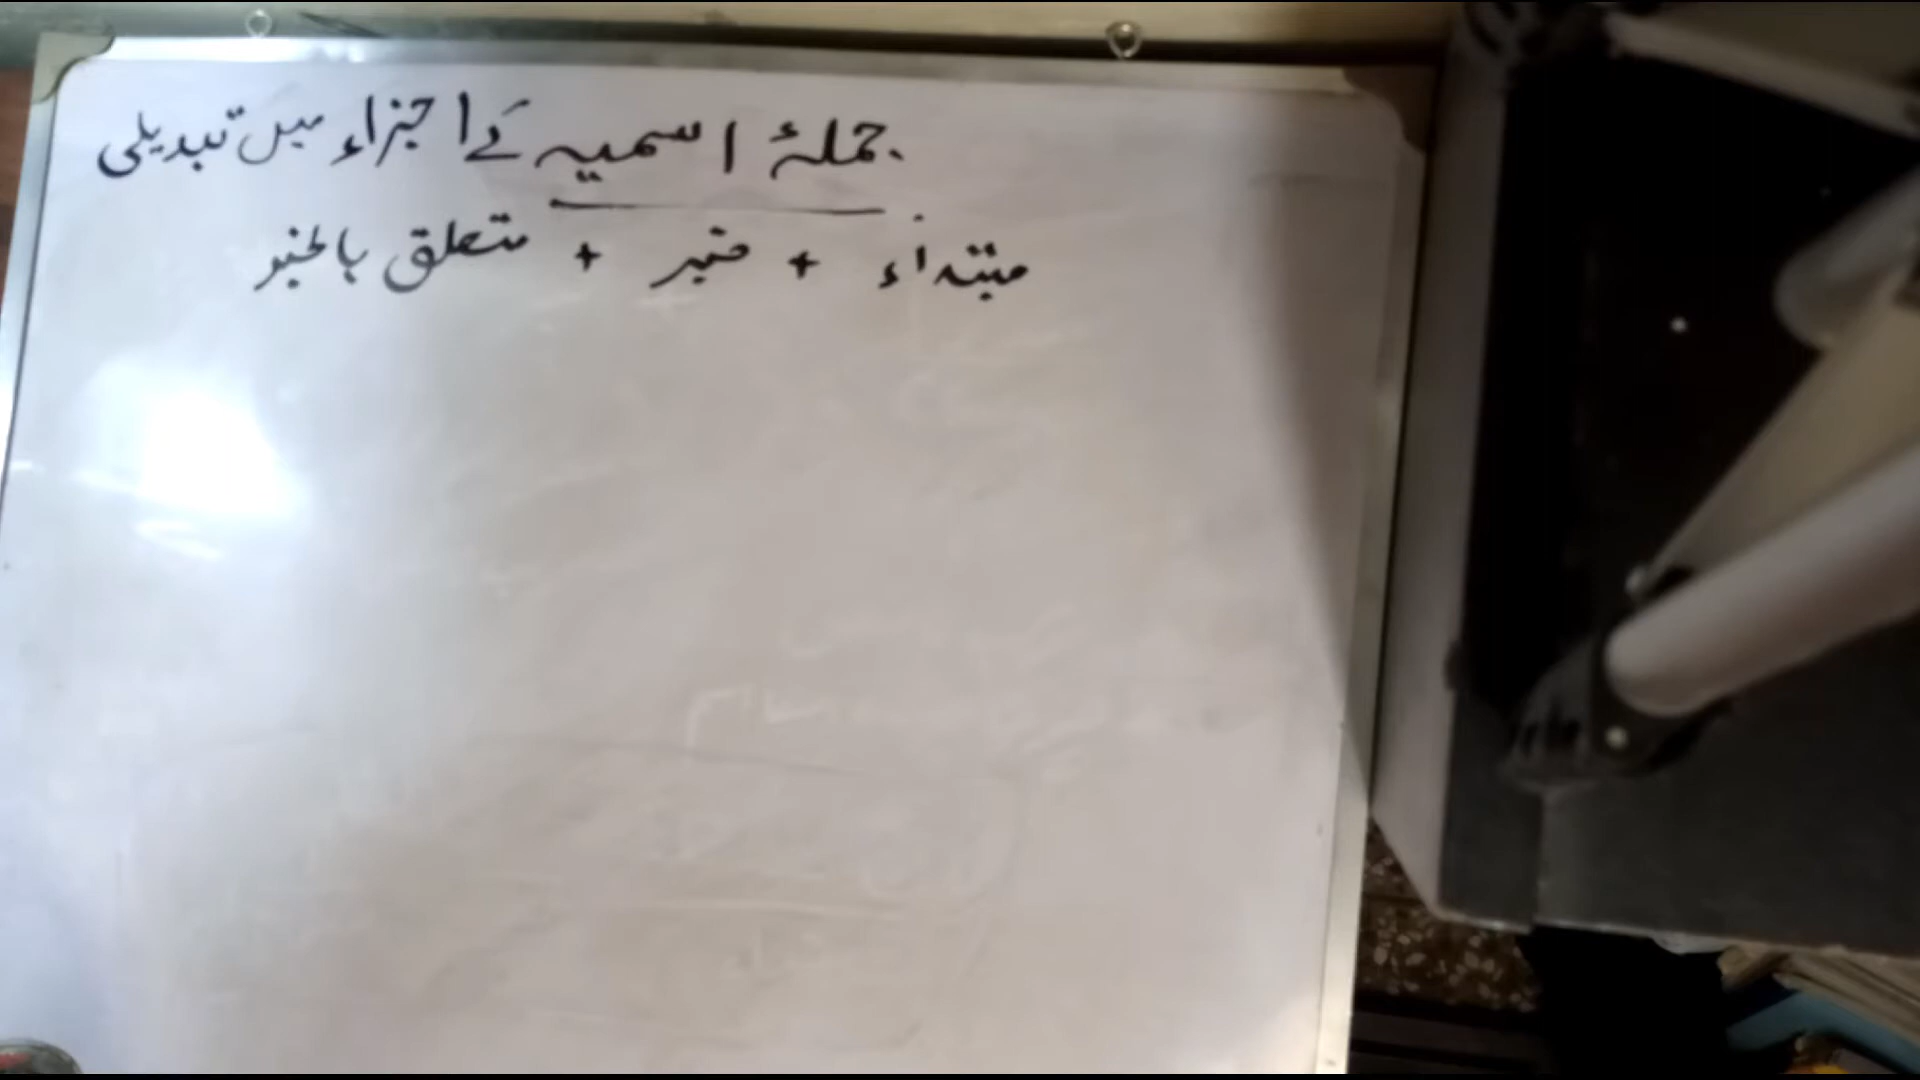 جملۂ اسمیہ کے اجزاء میں تبدیلی
مبتداء + خبر + متعلق بالخبر